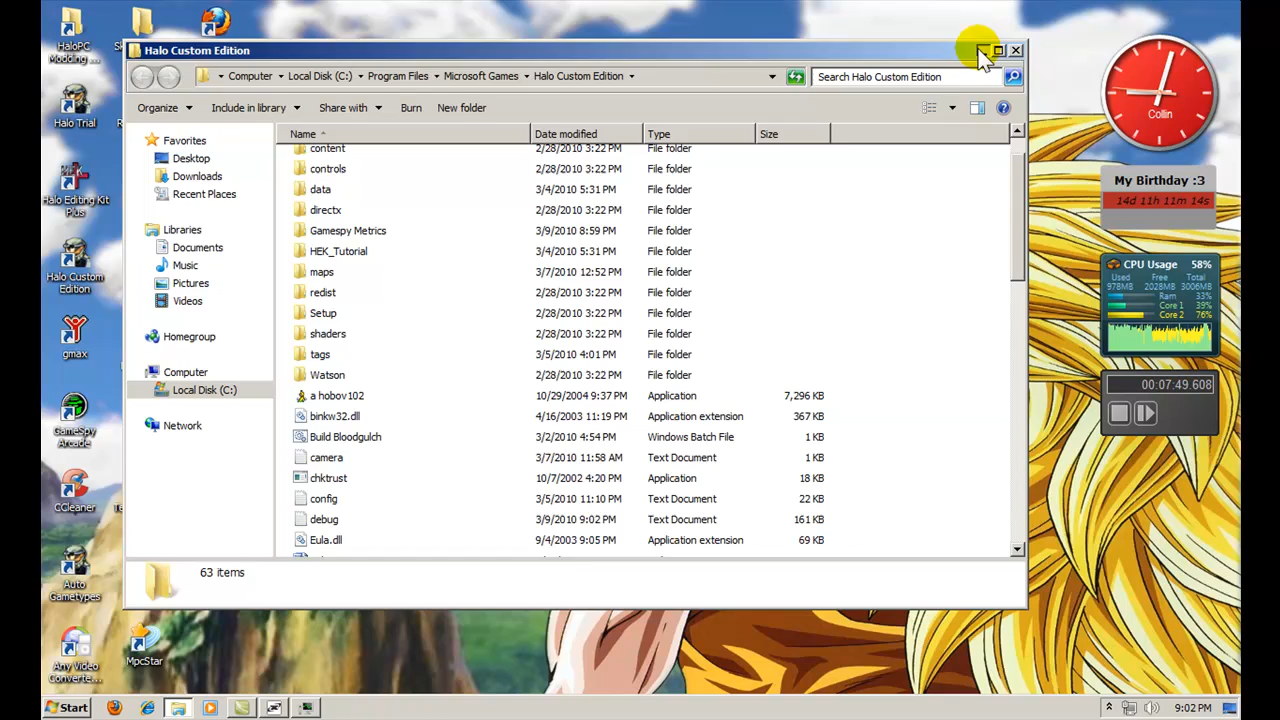 HaloPC
Modding ...
Halo Custom Edition
Computer Local Disk (C:) Program Files Microsoft Games Halo Custom Edition
Search Halo Custom Edition
Organize Include in library Share with Burn New folder
Name Date modified Type Size
Favorites
Desktop
Downloads
Recent Places
Libraries
Documents
Music
Pictures
Videos
Homegroup
Computer
Local Disk (C:)
Network
content 2/28/2010 3:22 PM File folder
controls 2/28/2010 3:22 PM File folder
data 3/4/2010 5:31 PM File folder
directx 2/28/2010 3:22 PM File folder
Gamespy Metrics 3/9/2010 8:59 PM File folder
HEK_Tutorial 3/4/2010 5:31 PM File folder
maps 3/7/2010 12:52 PM File folder
redist 2/28/2010 3:22 PM File folder
Setup 2/28/2010 3:22 PM File folder
shaders 2/28/2010 3:22 PM File folder
tags 3/5/2010 4:01 PM File folder
Watson 2/28/2010 3:22 PM File folder
a hobov102 10/29/2004 9:37 PM Application 7,296 KB
binkw32.dll 4/16/2003 11:19 PM Application extension 367 KB
Build Bloodgulch 3/2/2010 4:54 PM Windows Batch File 1 KB
camera 3/7/2010 11:58 AM Text Document 1 KB
chktrust 10/7/2002 4:20 PM Application 18 KB
config 3/5/2010 11:10 PM Text Document 22 KB
debug 3/9/2010 9:02 PM Text Document 161 KB
Eula.dll 9/4/2003 9:05 PM Application extension 69 KB
63 items
Halo Trial
Halo Editing Kit
Plus
Halo Custom
Edition
gmax
GameSpy
Arcade
CCleaner
Auto
Gametypes
Any Video
Converte...
MpcStar
Collin
My Birthday :3
14d 11h 11m 14s
CPU Usage 58%
Used Free Total
978MB 2028MB 3006MB
Ram 33%
Core 1 39%
Core 2 76%
00:07:49.608
Start
9:02 PM